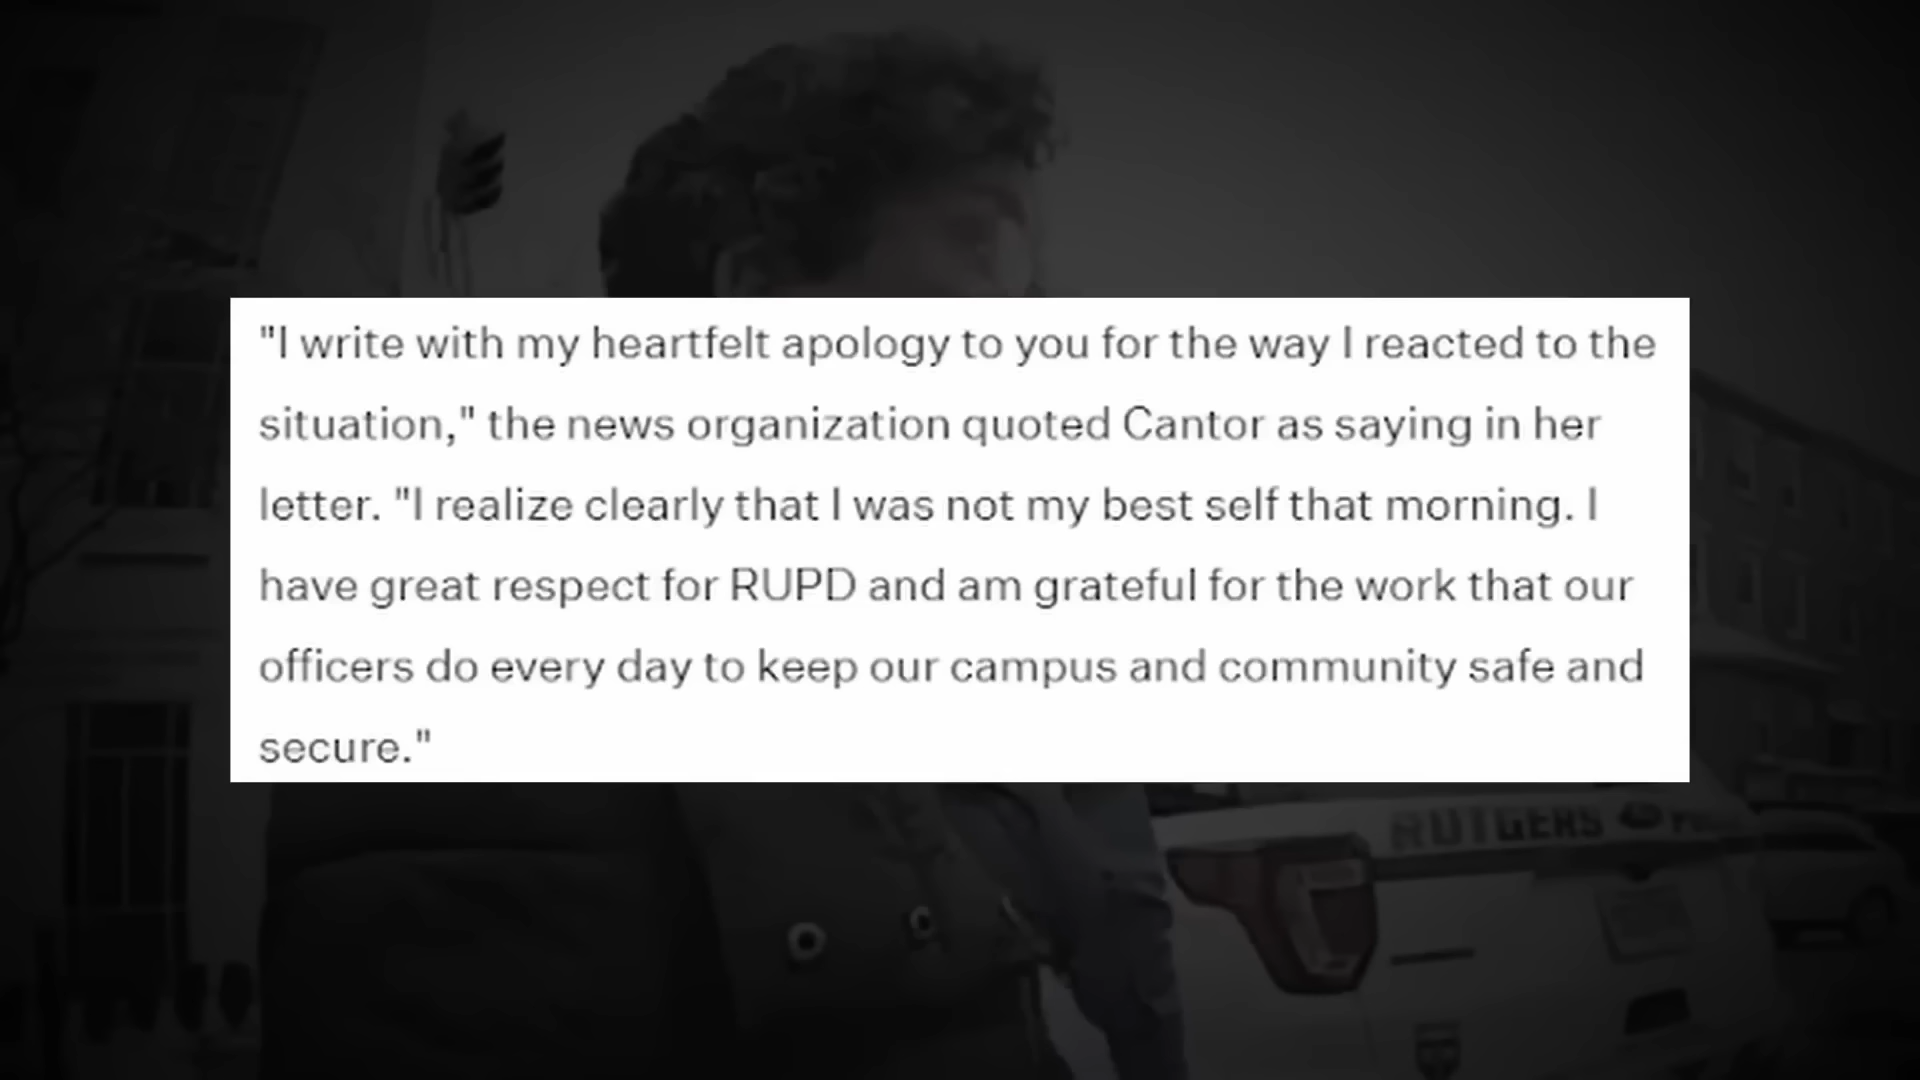 "I write with my heartfelt apology to you for the way I reacted to the
situation," the news organization quoted Cantor as saying in her
letter. "I realize clearly that I was not my best self that morning. I
have great respect for RUPD and am grateful for the work that our
officers do every day to keep our campus and community safe and
secure."
RUTGERS